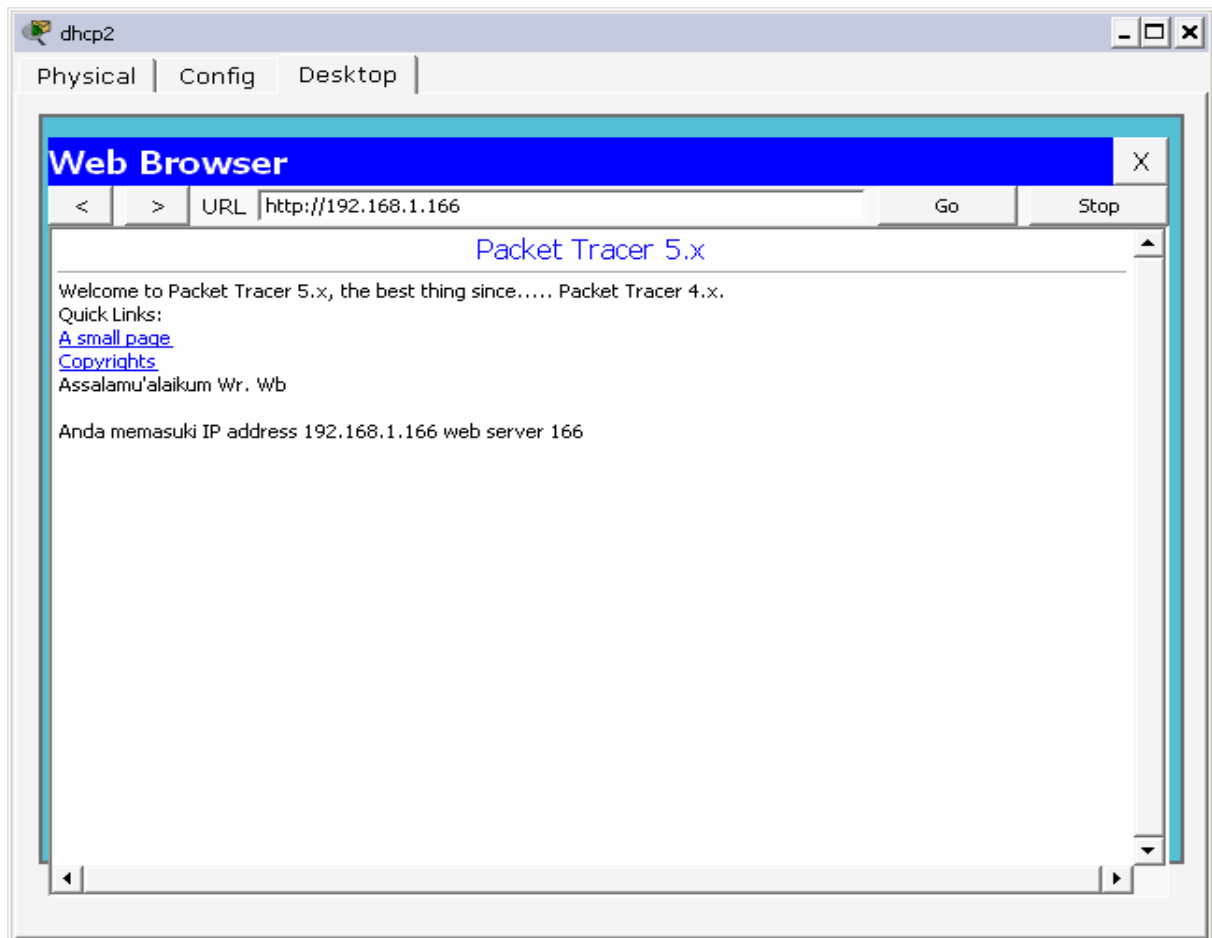 dhcp2
Physical Config Desktop
Web Browser X
< > URL http://192.168.1.166 Go Stop
Packet Tracer 5.x
Welcome to Packet Tracer 5.x, the best thing since..... Packet Tracer 4.x.
Quick Links:
A small page
Copyrights
Assalamu'alaikum Wr. Wb
Anda memasuki IP address 192.168.1.166 web server 166